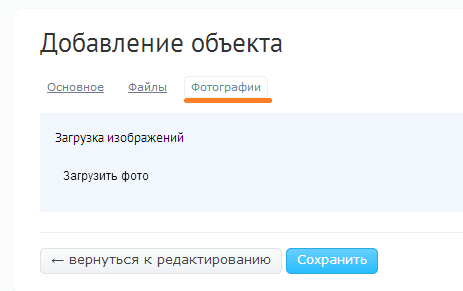 Добавление объекта
Основное Файлы Фотографии
Загрузка изображений
Загрузить фото
← вернуться к редактированию Сохранить